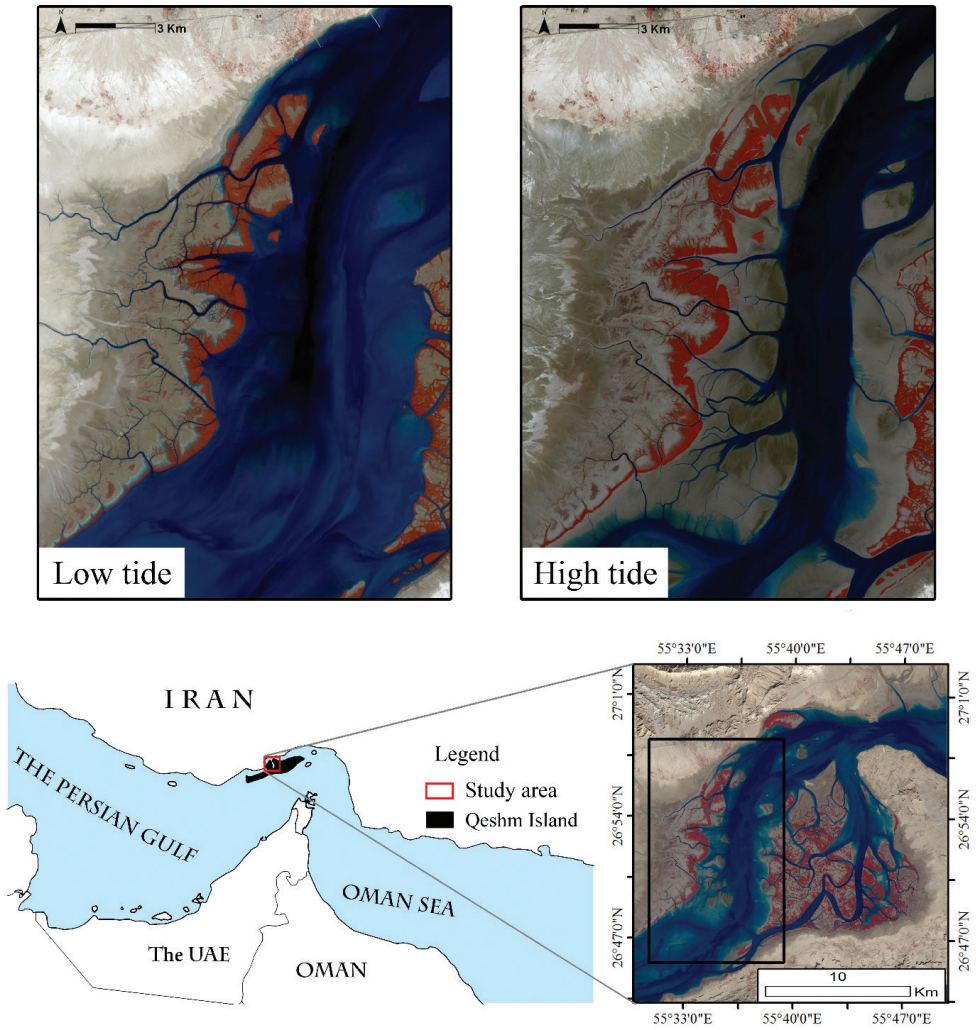 N
3 Km
Low tide
N
3 Km
High tide
IRAN
THE PERSIAN GULF
OMAN SEA
The UAE
OMAN
Legend
Study area
Qeshm Island
55°33'0"E 55°40'0"E 55°47'0"E
27°1'0"N
26°54'0"N
26°47'0"N
27°1'0"N
26°54'0"N
26°47'0"N
10
Km
55°33'0"E 55°40'0"E 55°47'0"E